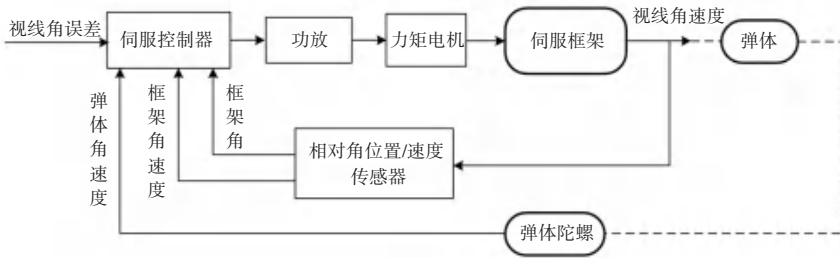 视线角误差
伺服控制器
功放
力矩电机
伺服框架
视线角速度
弹体
弹体角速度
框架角速度
框架角
相对角位置/速度
传感器
弹体陀螺